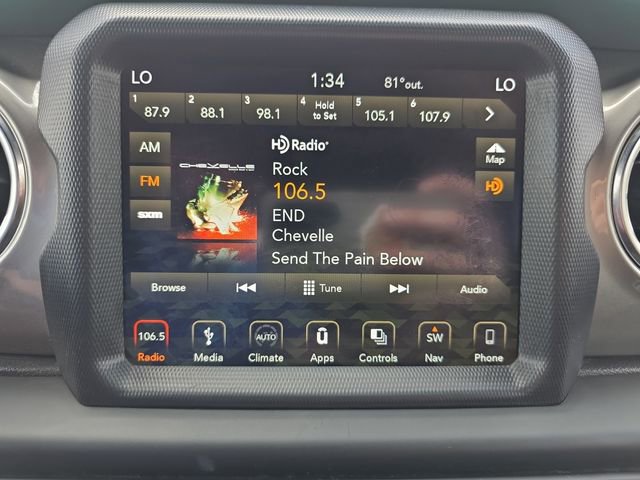 LO 1:34 81°out. LO
1 87.9 2 88.1 3 98.1 4 Hold to Set 5 105.1 6 107.9
AM
FM
sxm
CHEVELLE
HD Radio
Map
HD
Rock
106.5
END
Chevelle
Send The Pain Below
Browse Tune Audio
106.5 AUTO ū SW
Radio Media Climate Apps Controls Nav Phone